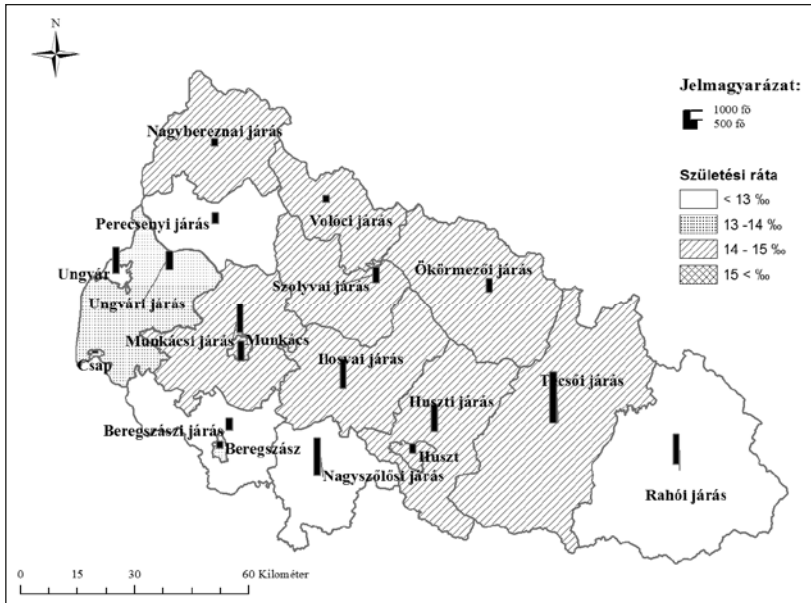 N
Jelmagyarázat:
1000 fő
500 fő
Születési ráta
< 13 ‰
13 -14 ‰
14 - 15 ‰
15 < ‰
Nagybereznai járás
Volóci járás
Perecsenyi járás
Ungvár
Ungvári járás
Szolyvai járás
Ökörmezői járás
Munkácsi járás
Munkács
Csap
Ilosvai járás
Huszti járás
Técsői járás
Beregszászi járás
Beregszász
Nagyszőlősi járás
Huszt
Rahói járás
0 15 30 60 Kilométer